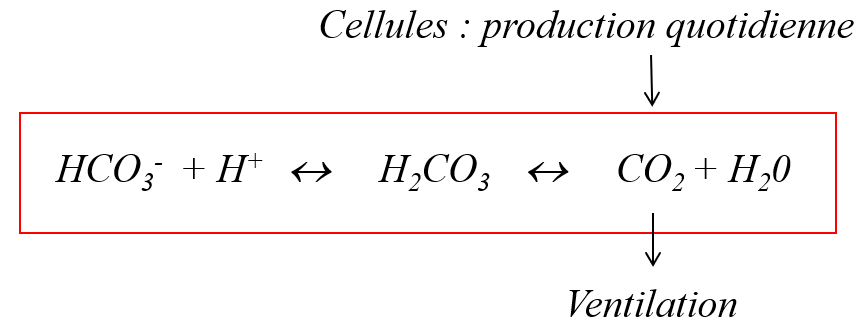 Cellules : production quotidienne
HCO₃⁻ + H⁺ ↔ H₂CO₃ ↔ CO₂ + H₂0
Ventilation